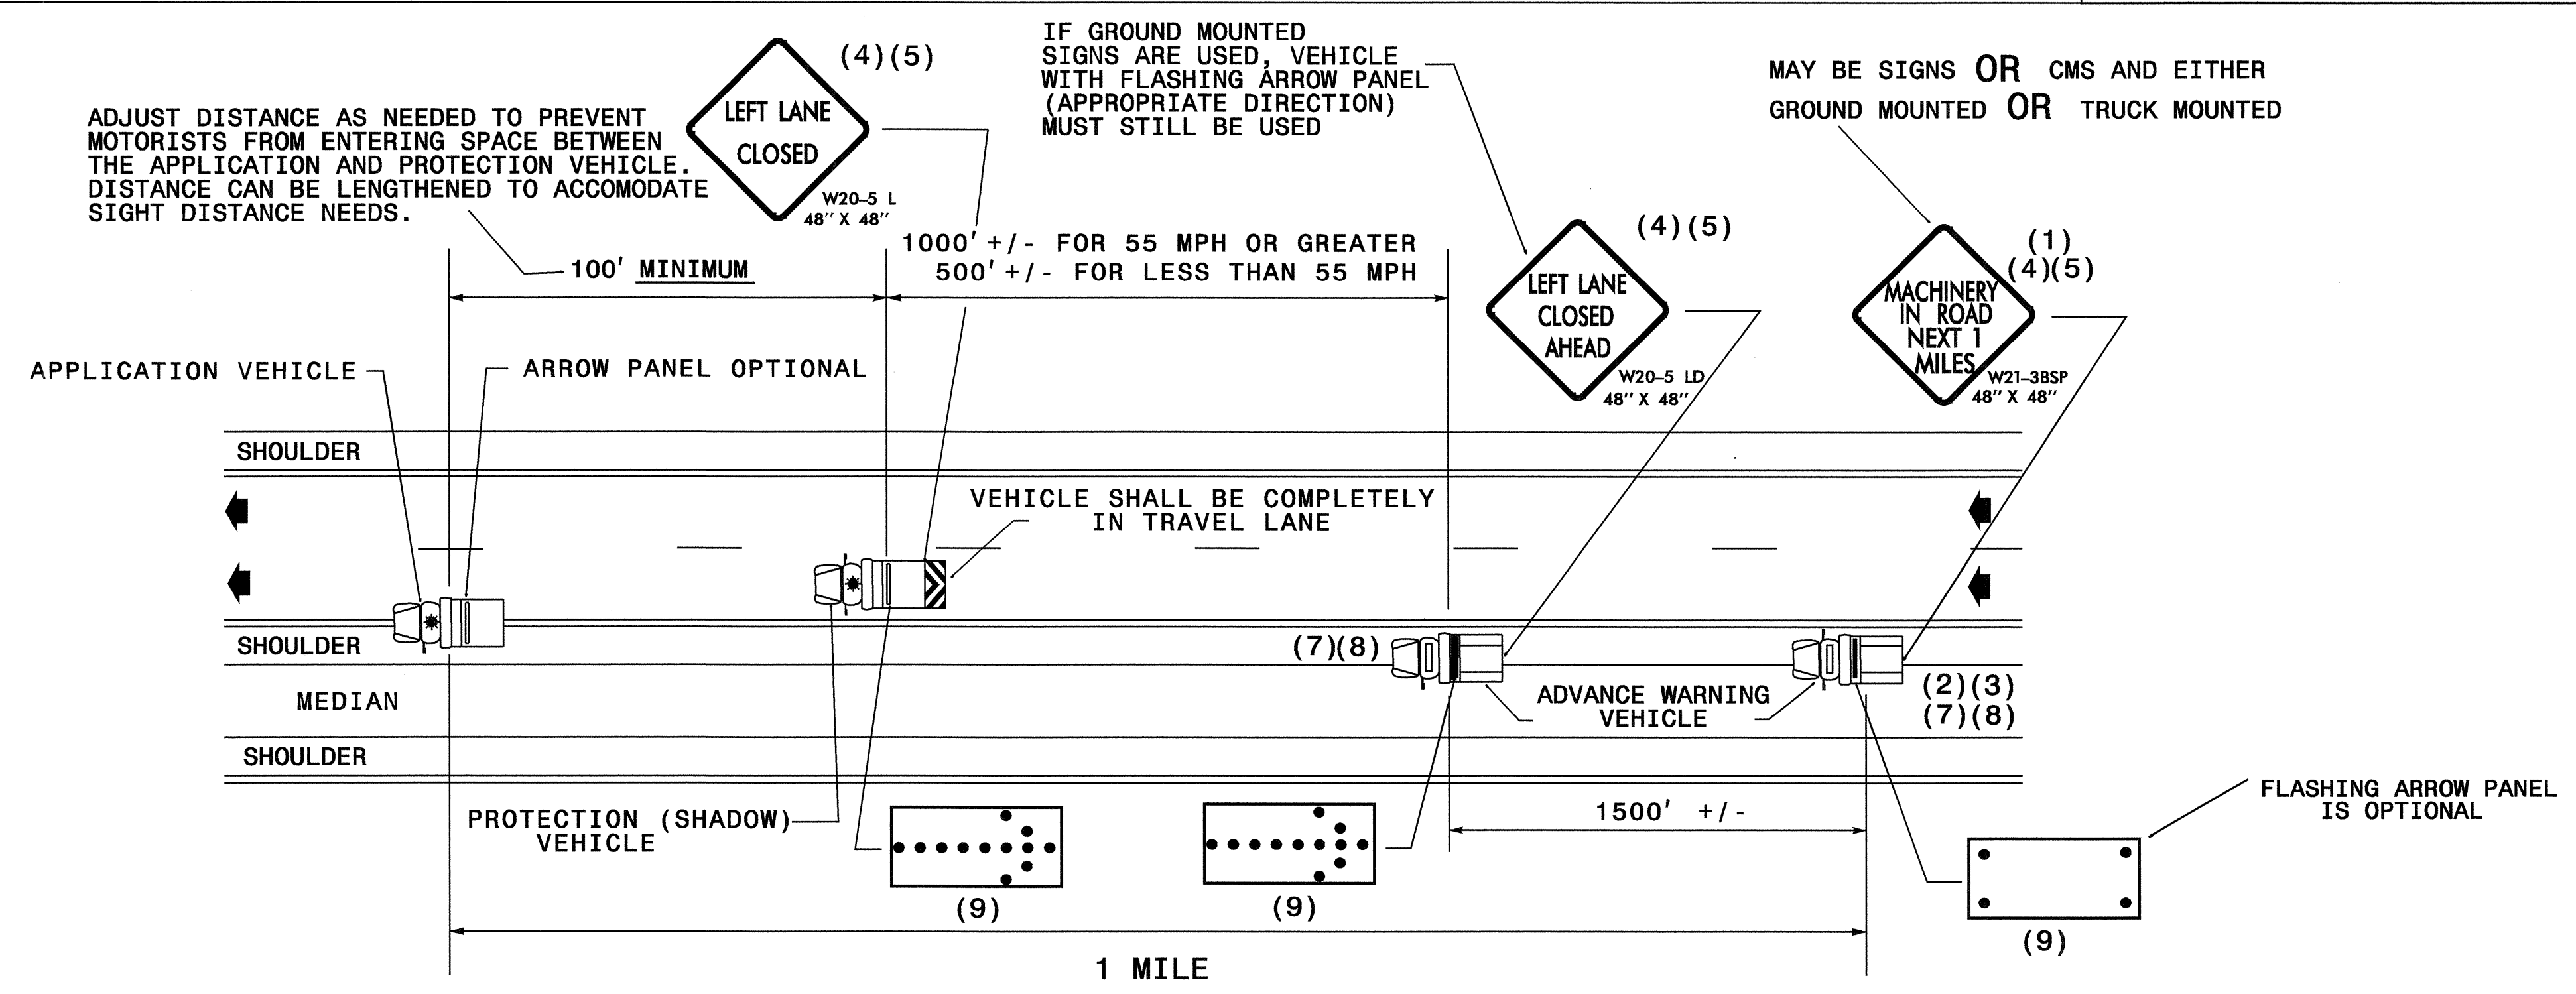 ADJUST DISTANCE AS NEEDED TO PREVENT
MOTORISTS FROM ENTERING SPACE BETWEEN
THE APPLICATION AND PROTECTION VEHICLE.
DISTANCE CAN BE LENGTHENED TO ACCOMODATE
SIGHT DISTANCE NEEDS.
(4)(5)
LEFT LANE
CLOSED
W20-5 L
48" X 48"
IF GROUND MOUNTED
SIGNS ARE USED, VEHICLE
WITH FLASHING ARROW PANEL
(APPROPRIATE DIRECTION)
MUST STILL BE USED
MAY BE SIGNS OR CMS AND EITHER
GROUND MOUNTED OR TRUCK MOUNTED
100' MINIMUM
1000' +/- FOR 55 MPH OR GREATER
500' +/- FOR LESS THAN 55 MPH
(4)(5)
LEFT LANE
CLOSED
AHEAD
W20-5 LD
48" X 48"
(1)
(4)(5)
MACHINERY
IN ROAD
NEXT 1
MILES
W21-3BSP
48" X 48"
APPLICATION VEHICLE
ARROW PANEL OPTIONAL
SHOULDER
VEHICLE SHALL BE COMPLETELY
IN TRAVEL LANE
SHOULDER
(7)(8)
MEDIAN
ADVANCE WARNING
VEHICLE
(2)(3)
(7)(8)
SHOULDER
PROTECTION (SHADOW)
VEHICLE
(9)
(9)
1500' +/-
FLASHING ARROW PANEL
IS OPTIONAL
(9)
1 MILE